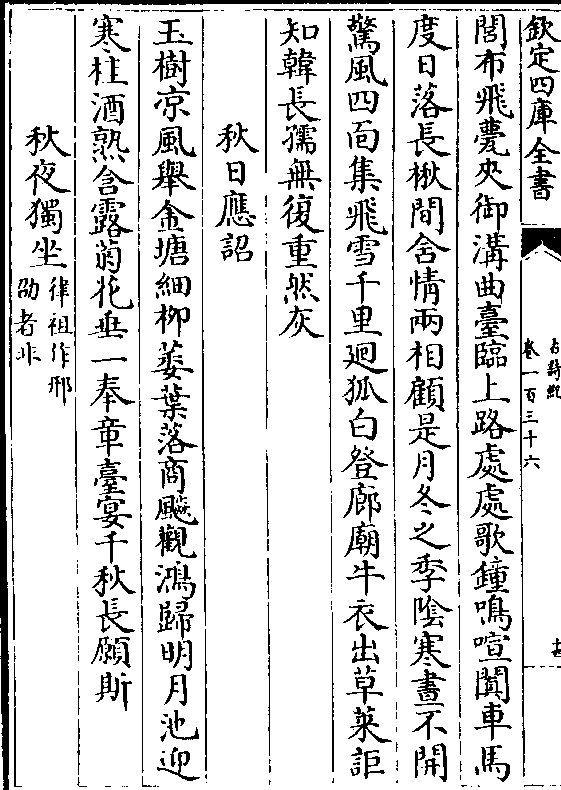 欽定四庫全書
古詩紀
卷一百三十六
閣布飛甍夾御溝曲臺臨上路處處歌鐘鳴喧闐車馬
度日落長楸間含情兩相顧是月冬之季陰寒晝不開
驚風四面集飛雪千里廻狐白登廊廟牛衣出草萊詎
知韓長孺無復重然灰
秋日應詔
玉樹凉風舉金塘細栁萎葉落商飇觀鴻歸明月池迎
寒桂酒熟含露菊花垂一奉章臺宴千秋長願斯
秋夜獨坐
律祖作邢
劭者非